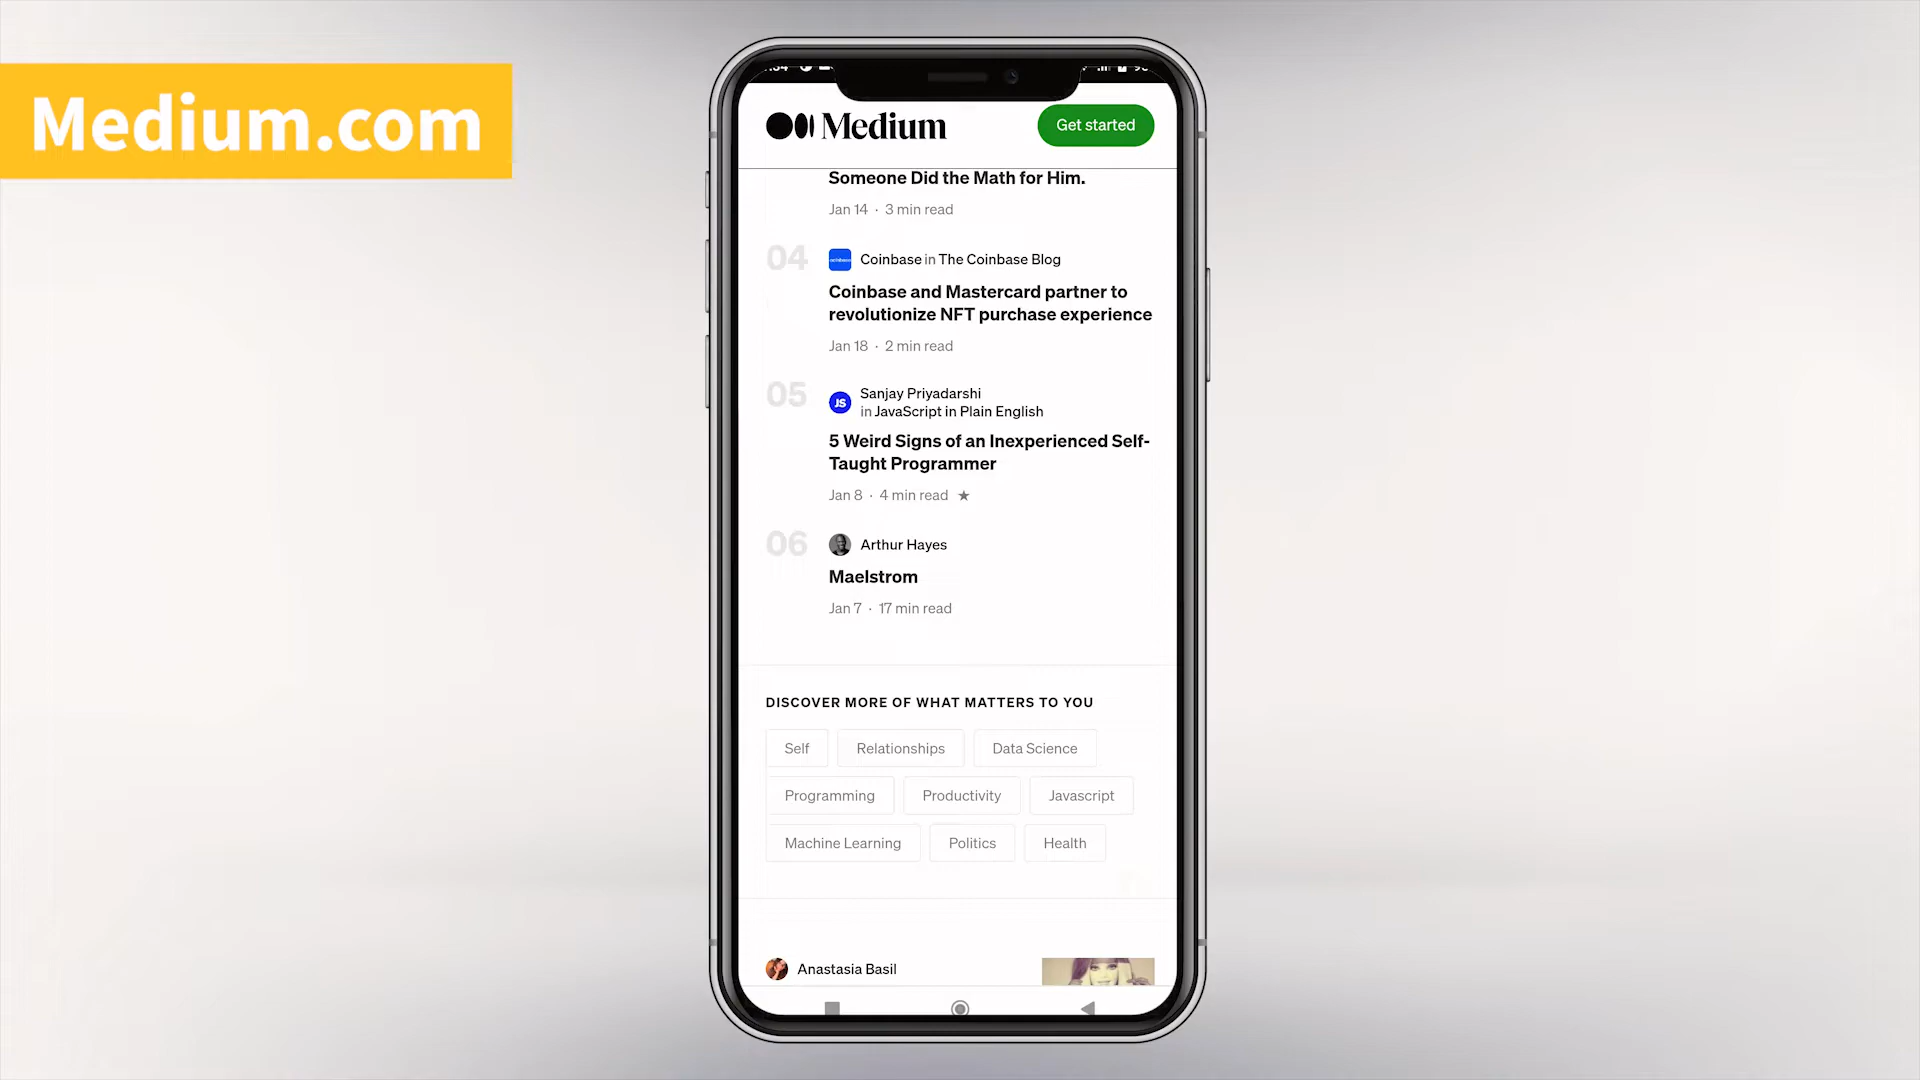 Medium.com
Medium
Get started
Someone Did the Math for Him.
Jan 14 · 3 min read
04
Coinbase in The Coinbase Blog
Coinbase and Mastercard partner to
revolutionize NFT purchase experience
Jan 18 · 2 min read
05
JS
Sanjay Priyadarshi
in JavaScript in Plain English
5 Weird Signs of an Inexperienced Self-
Taught Programmer
Jan 8 · 4 min read ★
06
Arthur Hayes
Maelstrom
Jan 7 · 17 min read
DISCOVER MORE OF WHAT MATTERS TO YOU
Self
Relationships
Data Science
Programming
Productivity
Javascript
Machine Learning
Politics
Health
Anastasia Basil